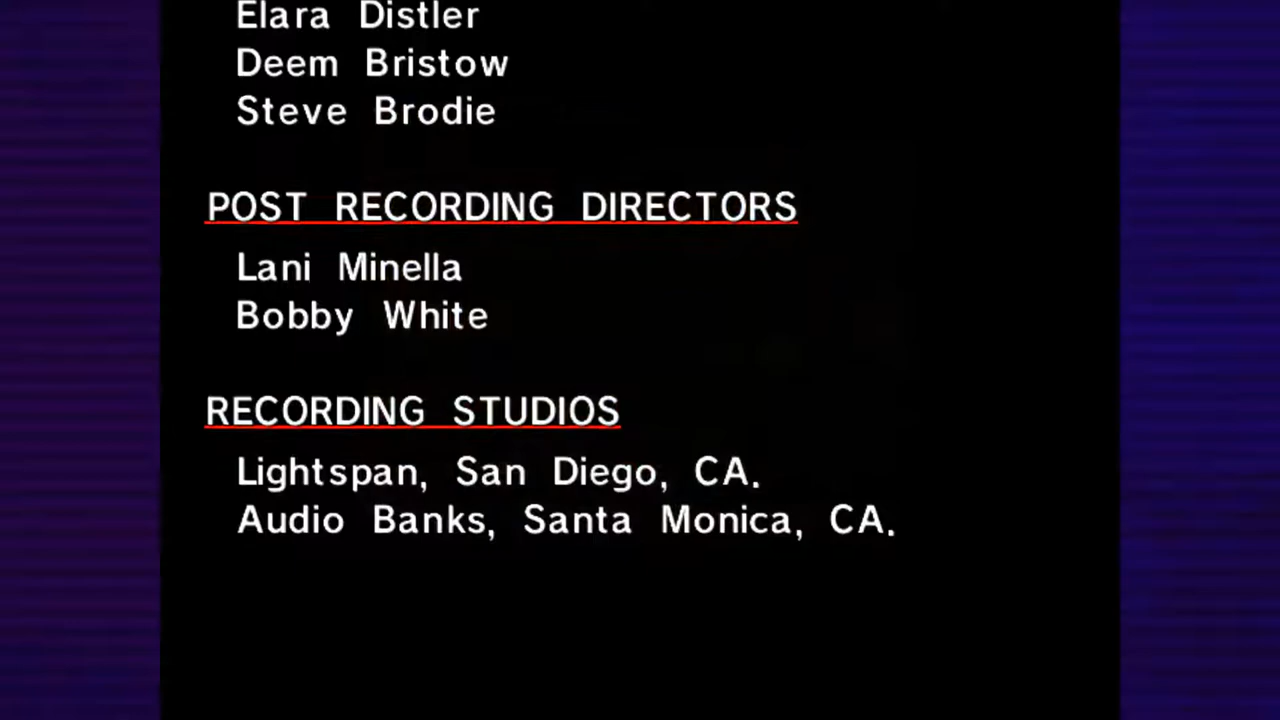 Elara Distler
Deem Bristow
Steve Brodie
POST RECORDING DIRECTORS
Lani Minella
Bobby White
RECORDING STUDIOS
Lightspan, San Diego, CA.
Audio Banks, Santa Monica, CA.